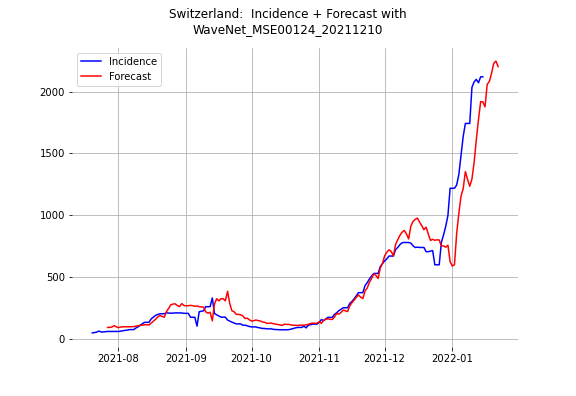 Switzerland:  Incidence + Forecast with
WaveNet_MSE00124_20211210
Incidence
Forecast
2000
1500
1000
500
0
2021-08
2021-09
2021-10
2021-11
2021-12
2022-01